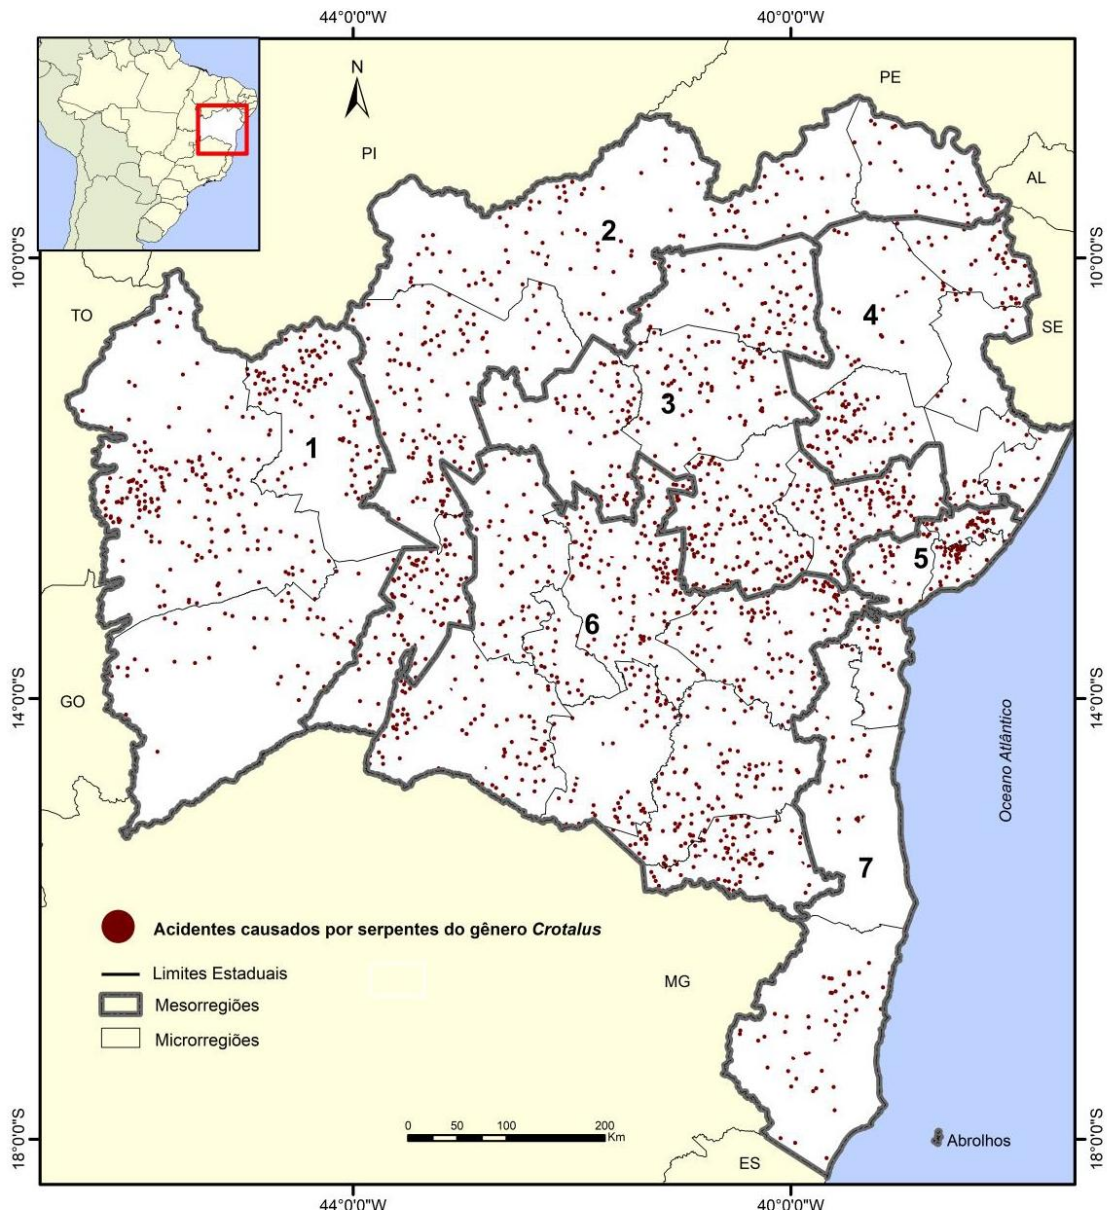 44°0'0"W
40°0'0"W
N
PE
PI
AL
10°0'0"S
2
10°0'0"S
TO
4
SE
3
1
5
6
14°0'0"S
GO
14°0'0"S
Oceano Atlântico
7
Acidentes causados por serpentes do gênero Crotalus
Limites Estaduais
MG
Mesorregiões
Microrregiões
0 50 100 200
Km
18°0'0"S
Abrolhos
18°0'0"S
ES
44°0'0"W
40°0'0"W